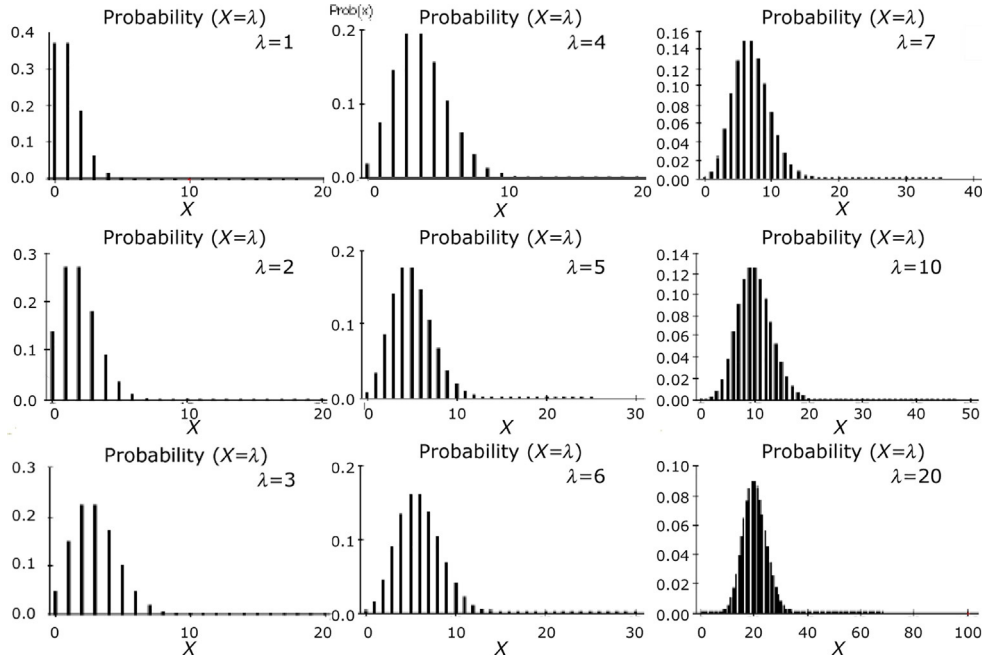 Probability (X=λ)
λ=1
0.4
0.3
0.2
0.1
0.0
0 10 20
X
Prob(x)
Probability (X=λ)
λ=4
0.2
0.1
0.0
0 10 20
X
Probability (X=λ)
λ=7
0.16
0.14
0.12
0.10
0.08
0.06
0.04
0.02
0.00
0 10 20 30 40
X
Probability (X=λ)
λ=2
0.3
0.2
0.1
0.0
0 10 20
X
Probability (X=λ)
λ=5
0.2
0.1
0.0
0 10 20 30
X
Probability (X=λ)
λ=10
0.14
0.12
0.10
0.08
0.06
0.04
0.02
0.00
0 10 20 30 40 50
X
Probability (X=λ)
λ=3
0.3
0.2
0.1
0.0
0 10 20
X
Probability (X=λ)
λ=6
0.2
0.1
0.0
0 10 20 30
X
Probability (X=λ)
λ=20
0.10
0.08
0.06
0.04
0.02
0.00
0 20 40 60 80 100
X